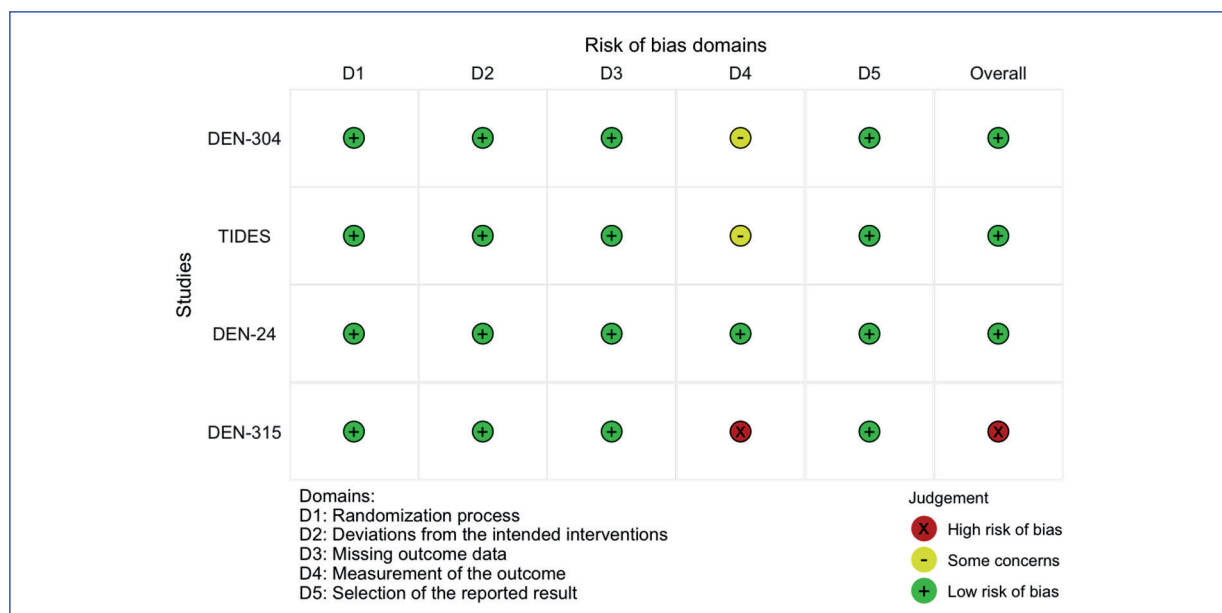 Risk of bias domains
D1 D2 D3 D4 D5 Overall
Studies
DEN-304 + + + - + +
TIDES + + + - + +
DEN-24 + + + + + +
DEN-315 + + + X + X
Domains:
D1: Randomization process
D2: Deviations from the intended interventions
D3: Missing outcome data
D4: Measurement of the outcome
D5: Selection of the reported result
Judgement
X High risk of bias
- Some concerns
+ Low risk of bias